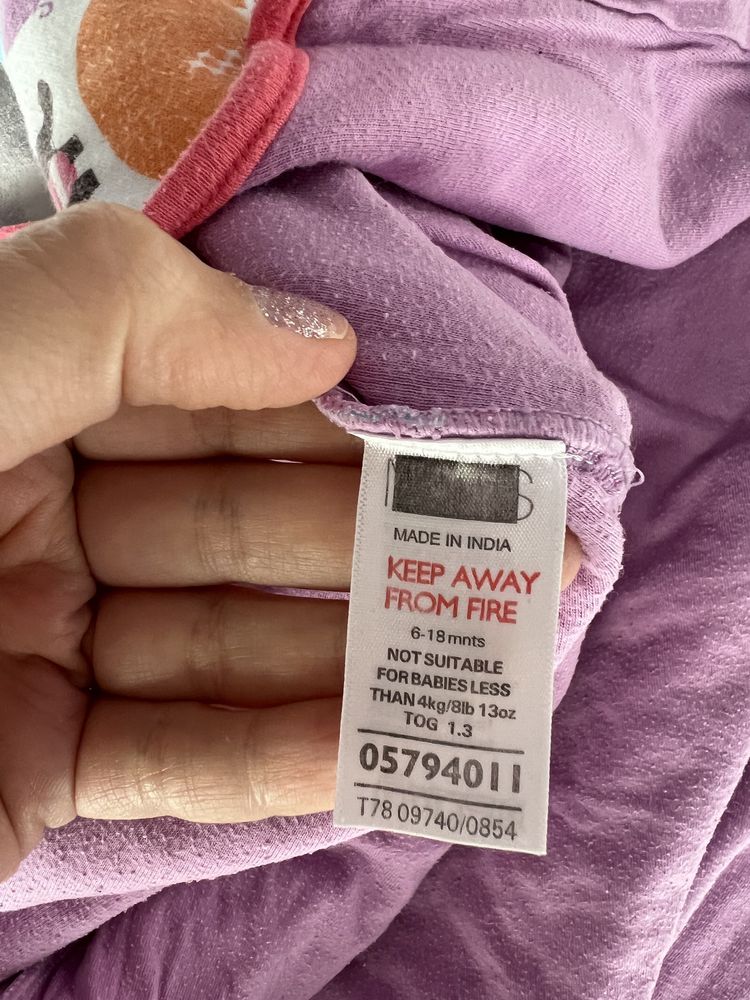 MADE IN INDIA
KEEP AWAY
FROM FIRE
6-18 mnts
NOT SUITABLE
FOR BABIES LESS
THAN 4kg/8lb 13oz
TOG 1.3
05794011
T78 09740/0854